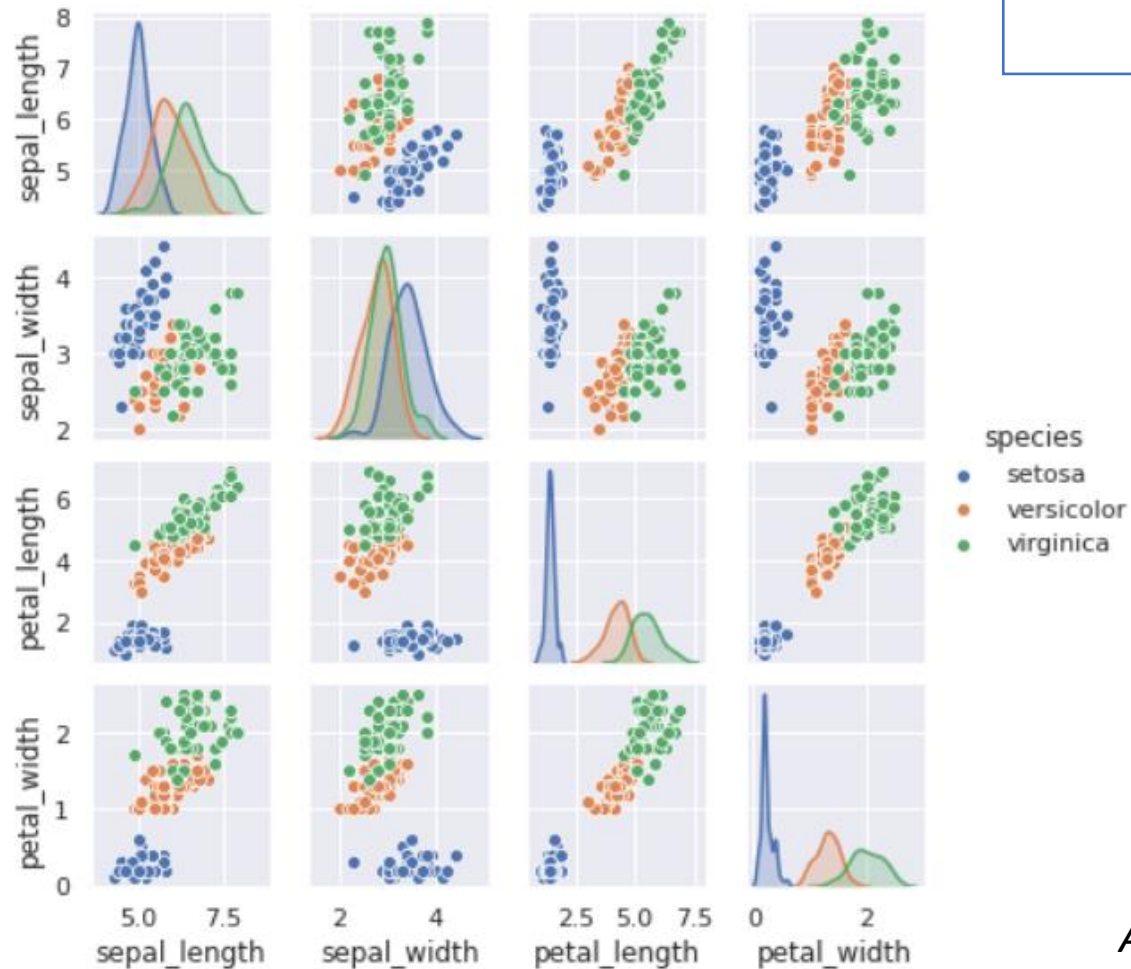 8
7
6
5
sepal_length
4
3
2
sepal_width
6
4
2
petal_length
2
1
0
petal_width
5.0 7.5
2 4
2.5 5.0 7.5
0 2
sepal_length
sepal_width
petal_length
petal_width
species
setosa
versicolor
virginica
A